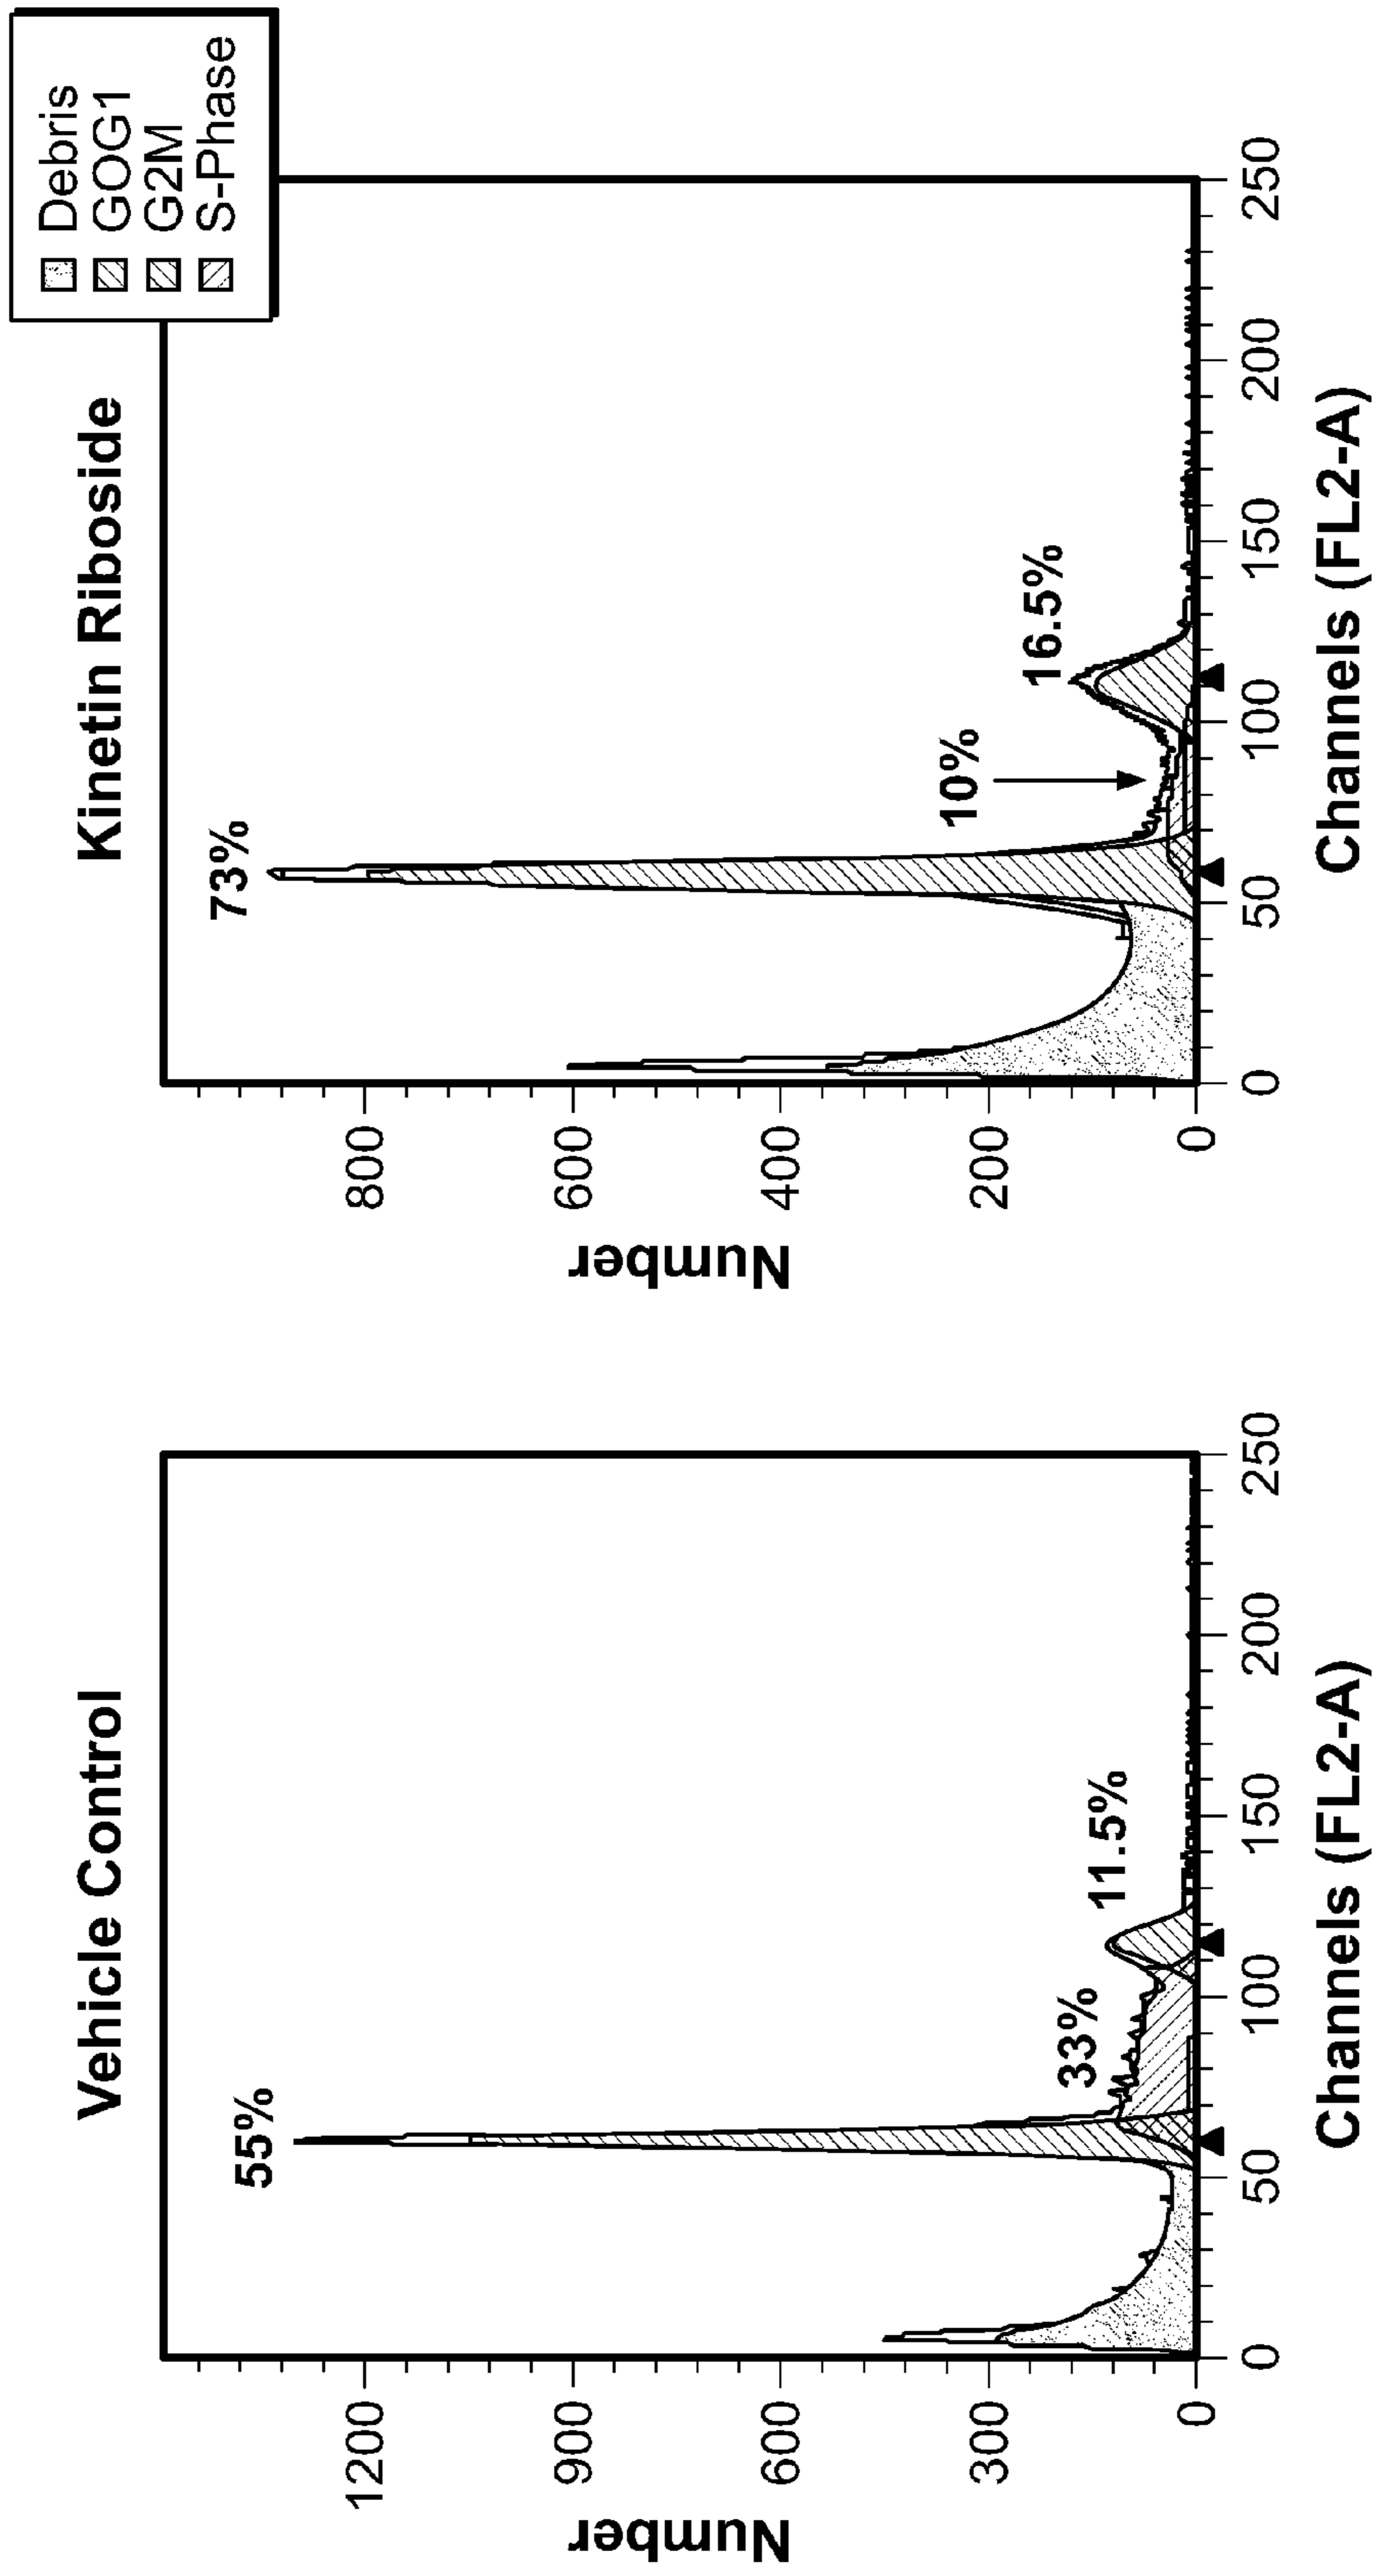 Vehicle Control
55%
33%
11.5%
1200
900
600
300
0
Number
0
50
100
150
200
250
Channels (FL2-A)
Kinetin Riboside
Debris
GOG1
G2M
S-Phase
73%
10%
16.5%
800
600
400
200
0
Number
0
50
100
150
200
250
Channels (FL2-A)